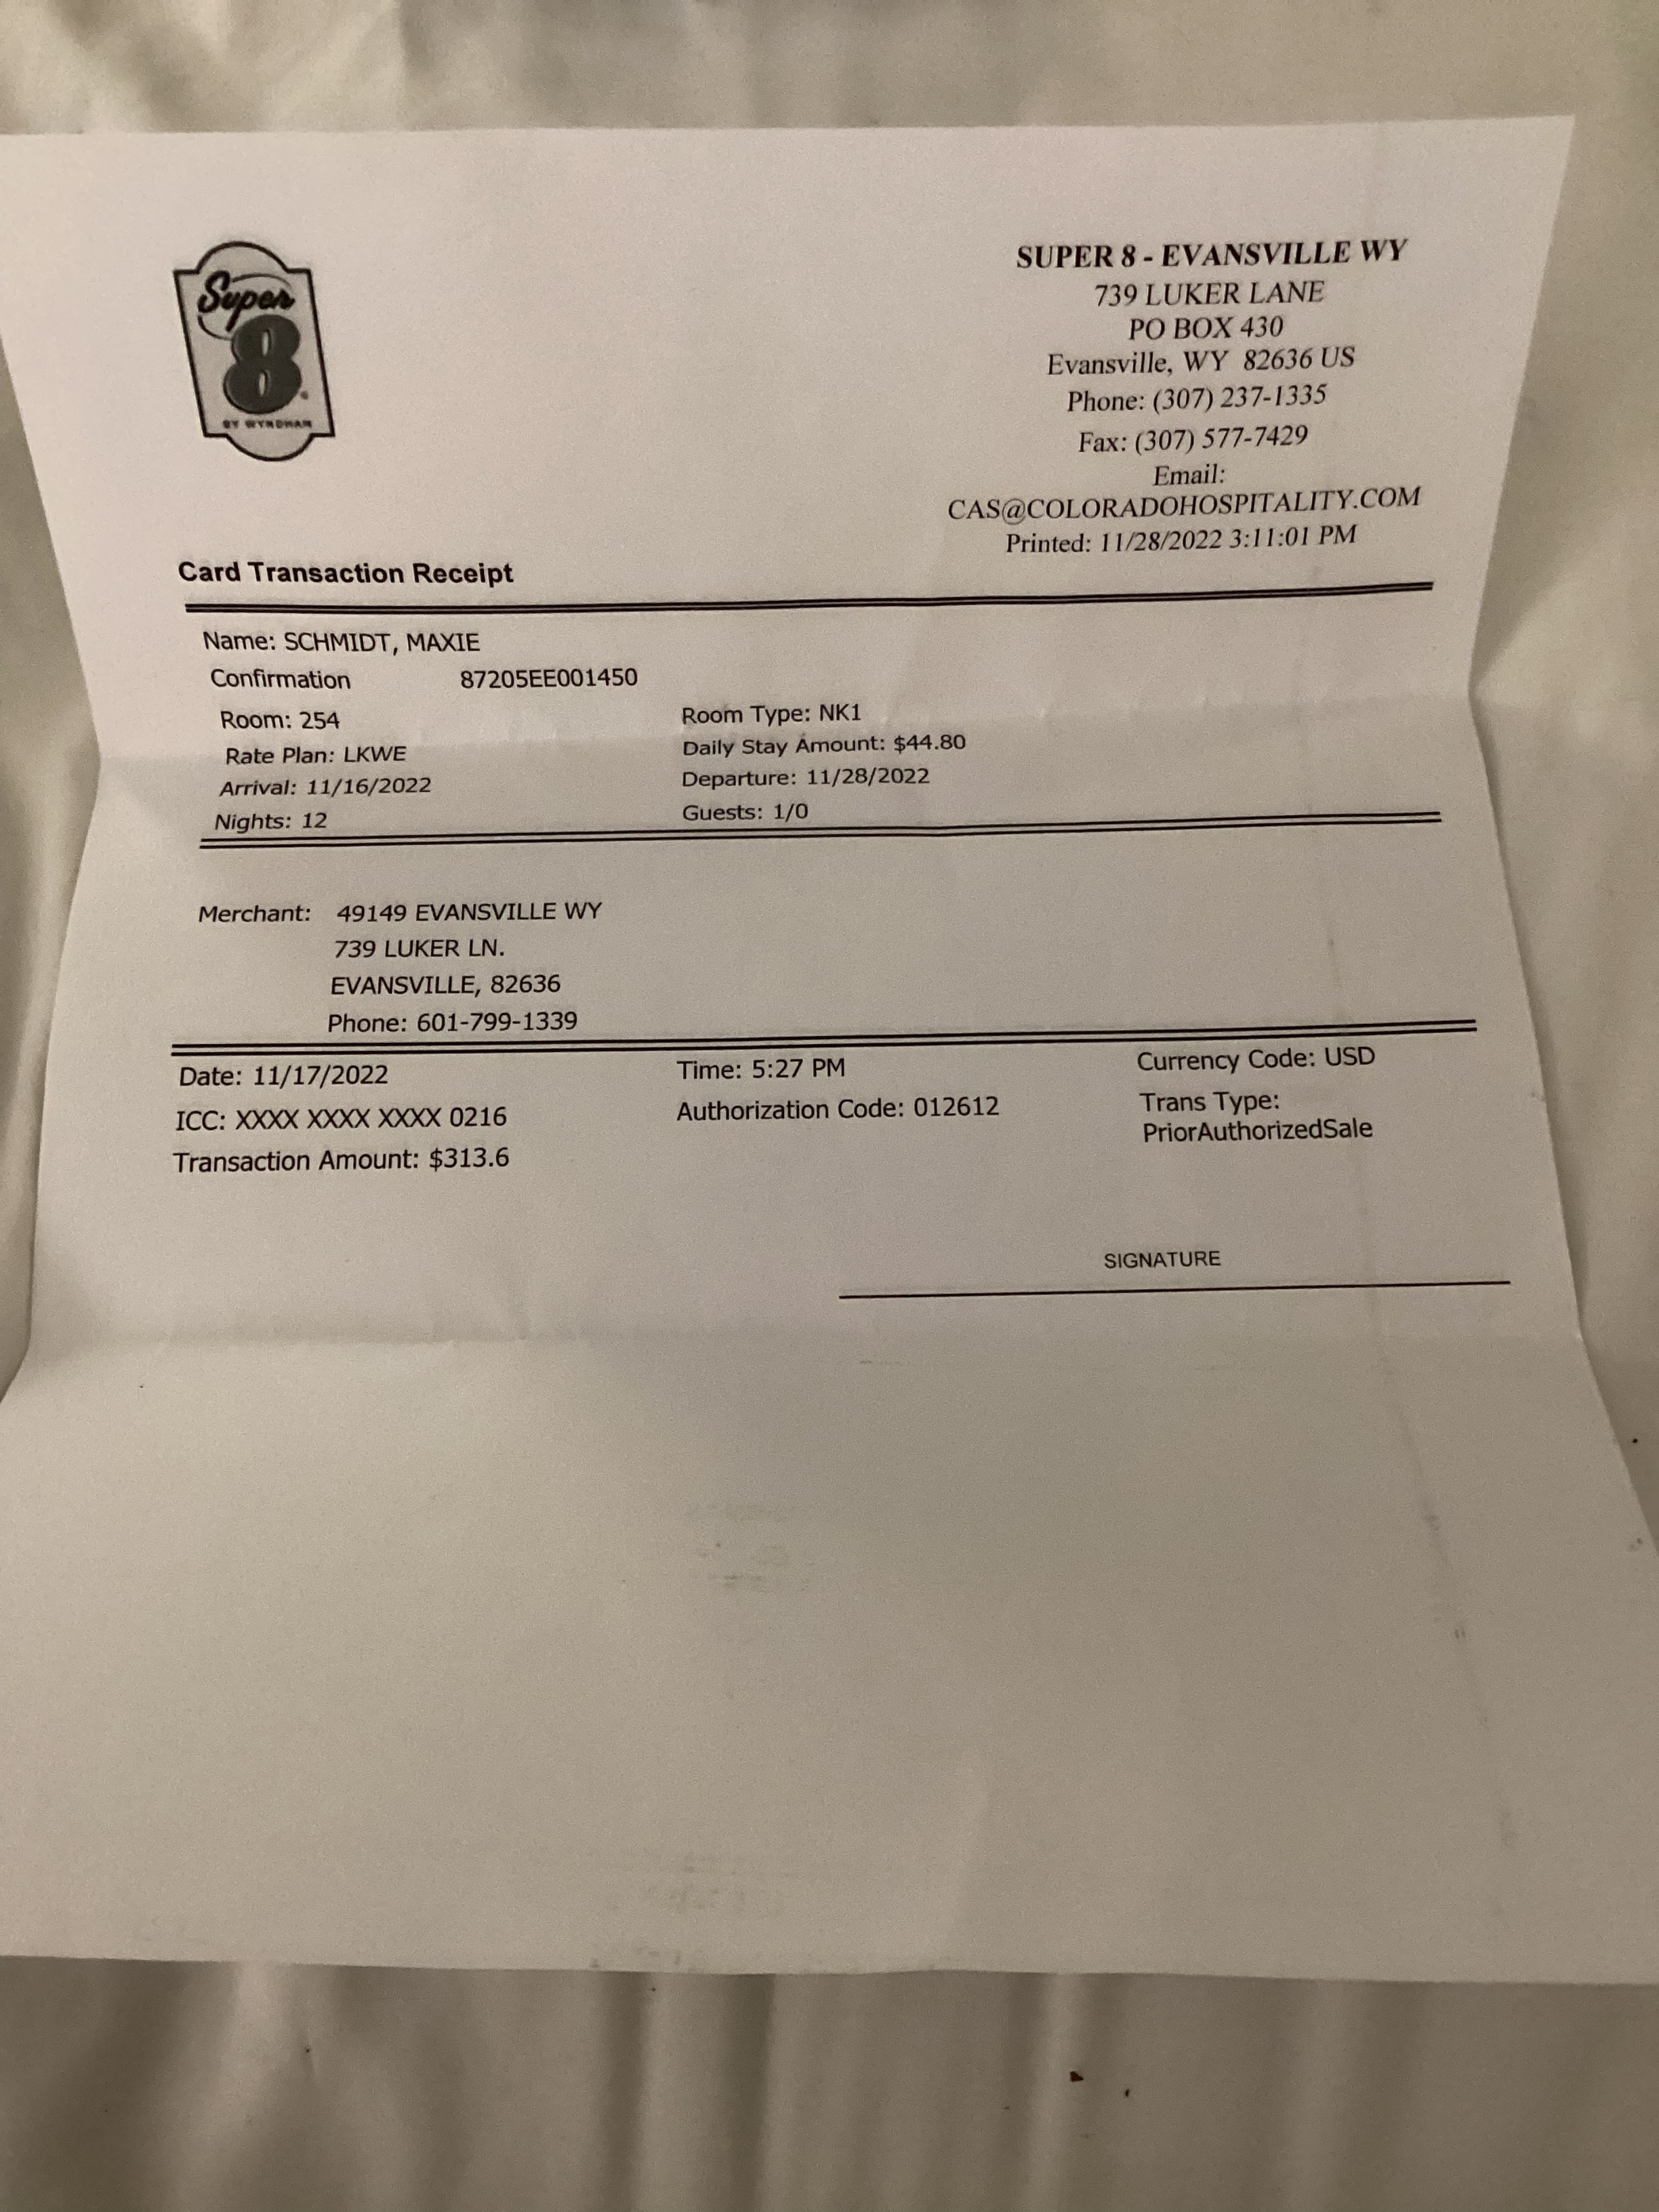 Super
8
BY WYNDHAM
SUPER 8 - EVANSVILLE WY
739 LUKER LANE
PO BOX 430
Evansville, WY 82636 US
Phone: (307) 237-1335
Fax: (307) 577-7429
Email:
CAS@COLORADOHOSPITALITY.COM
Printed: 11/28/2022 3:11:01 PM
Card Transaction Receipt
Name: SCHMIDT, MAXIE
Confirmation 87205EE001450
Room: 254 Room Type: NK1
Rate Plan: LKWE Daily Stay Amount: $44.80
Arrival: 11/16/2022 Departure: 11/28/2022
Nights: 12 Guests: 1/0
Merchant: 49149 EVANSVILLE WY
739 LUKER LN.
EVANSVILLE, 82636
Phone: 601-799-1339
Date: 11/17/2022 Time: 5:27 PM Currency Code: USD
ICC: XXXX XXXX XXXX 0216 Authorization Code: 012612 Trans Type:
PriorAuthorizedSale
Transaction Amount: $313.6
SIGNATURE